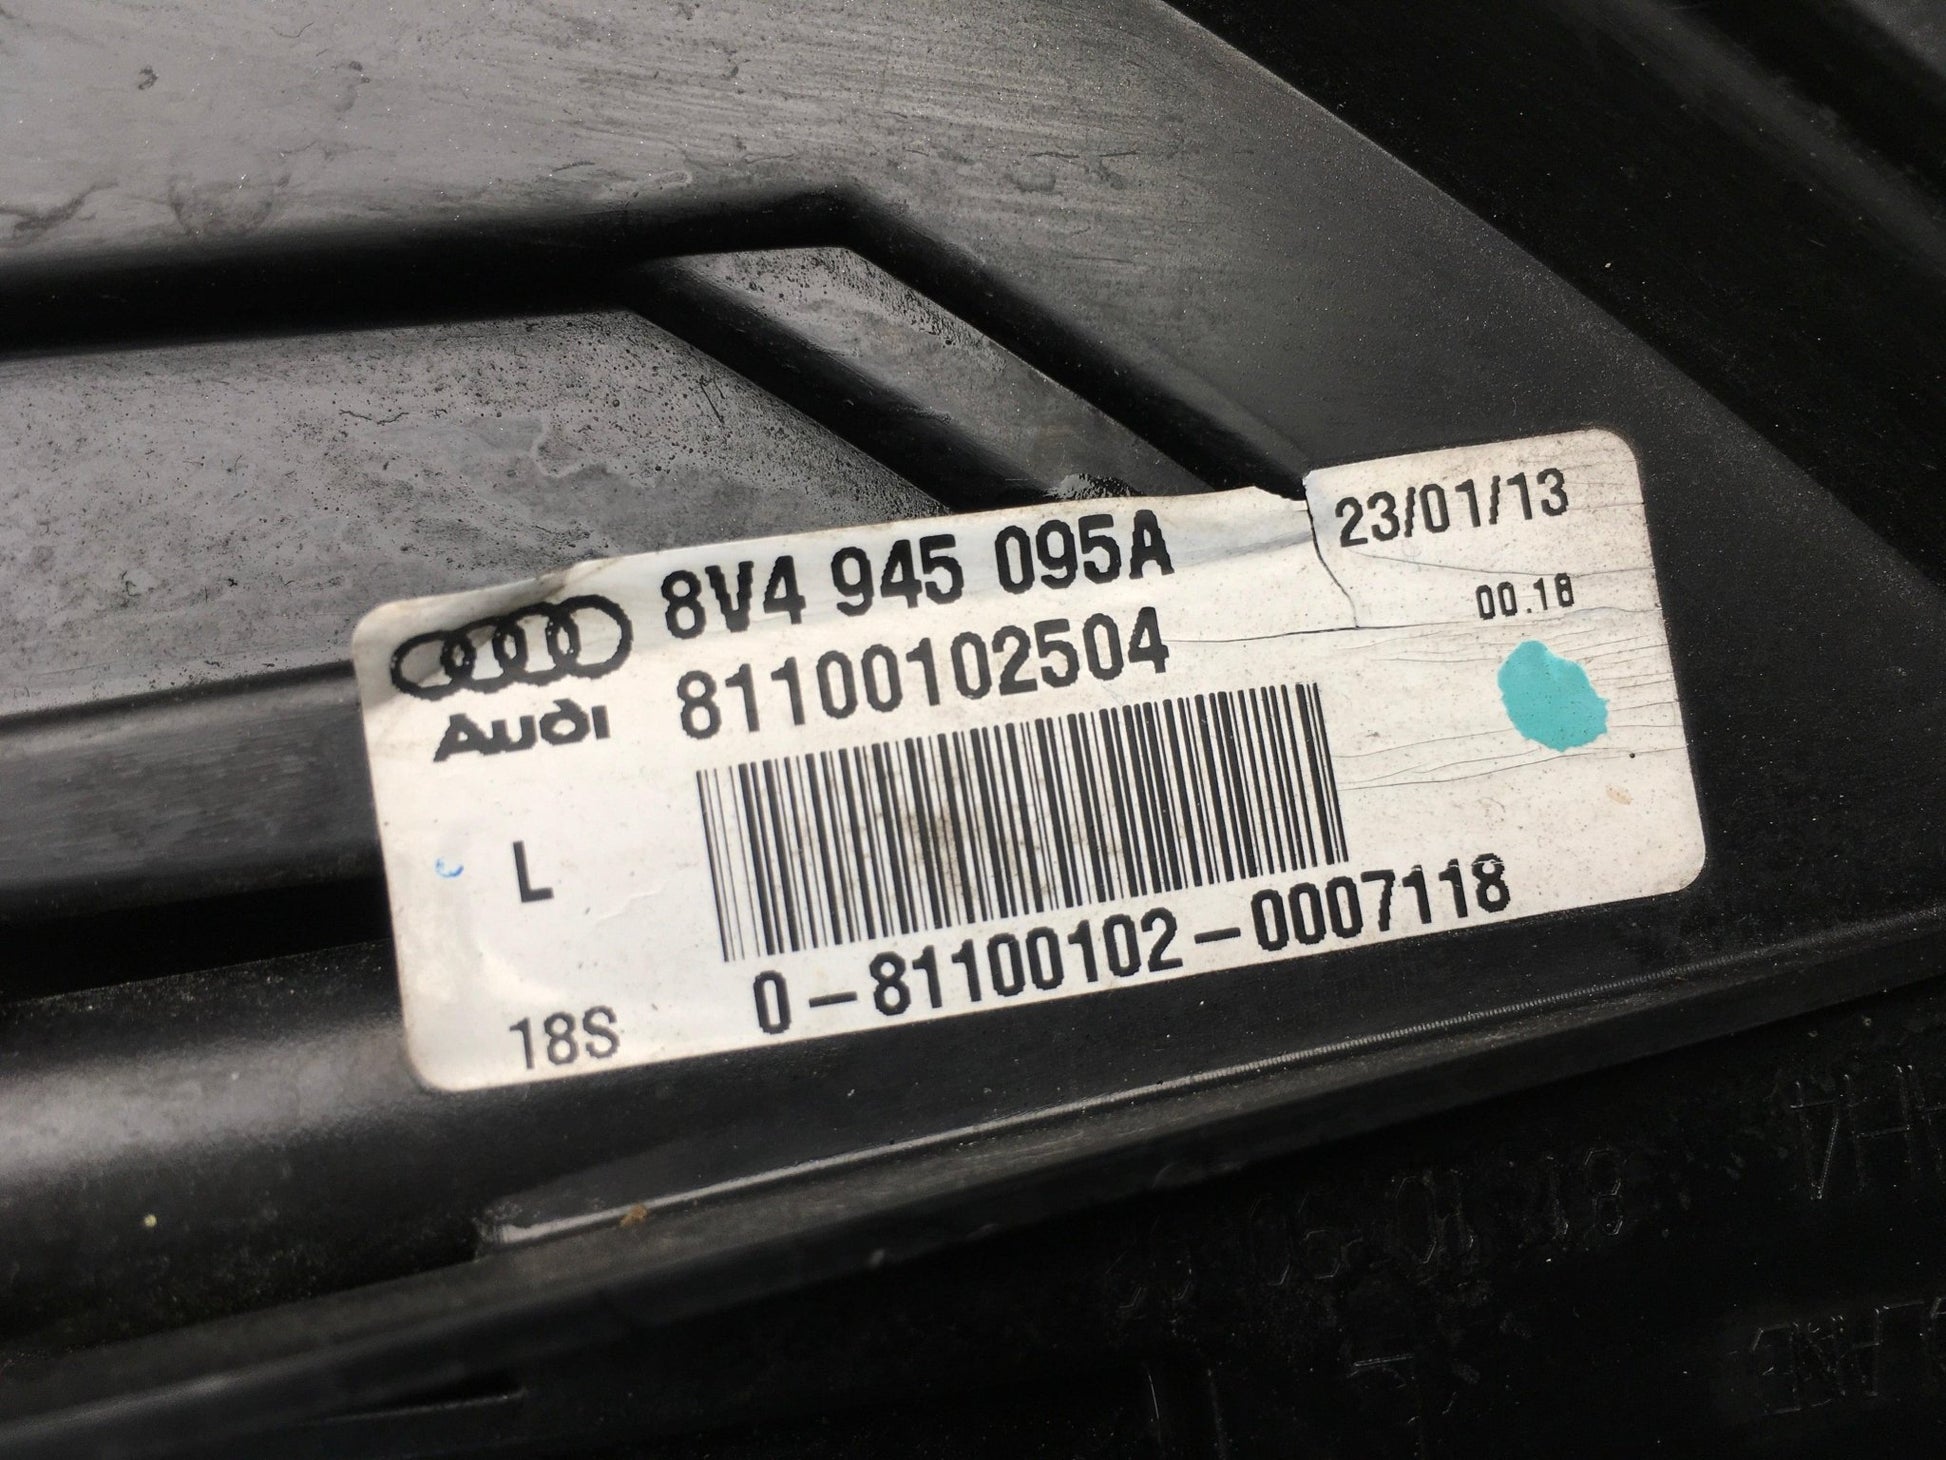 8V4 945 095A
23/01/13
81100102504
00.18
Audi
L
0-81100102-0007118
18S